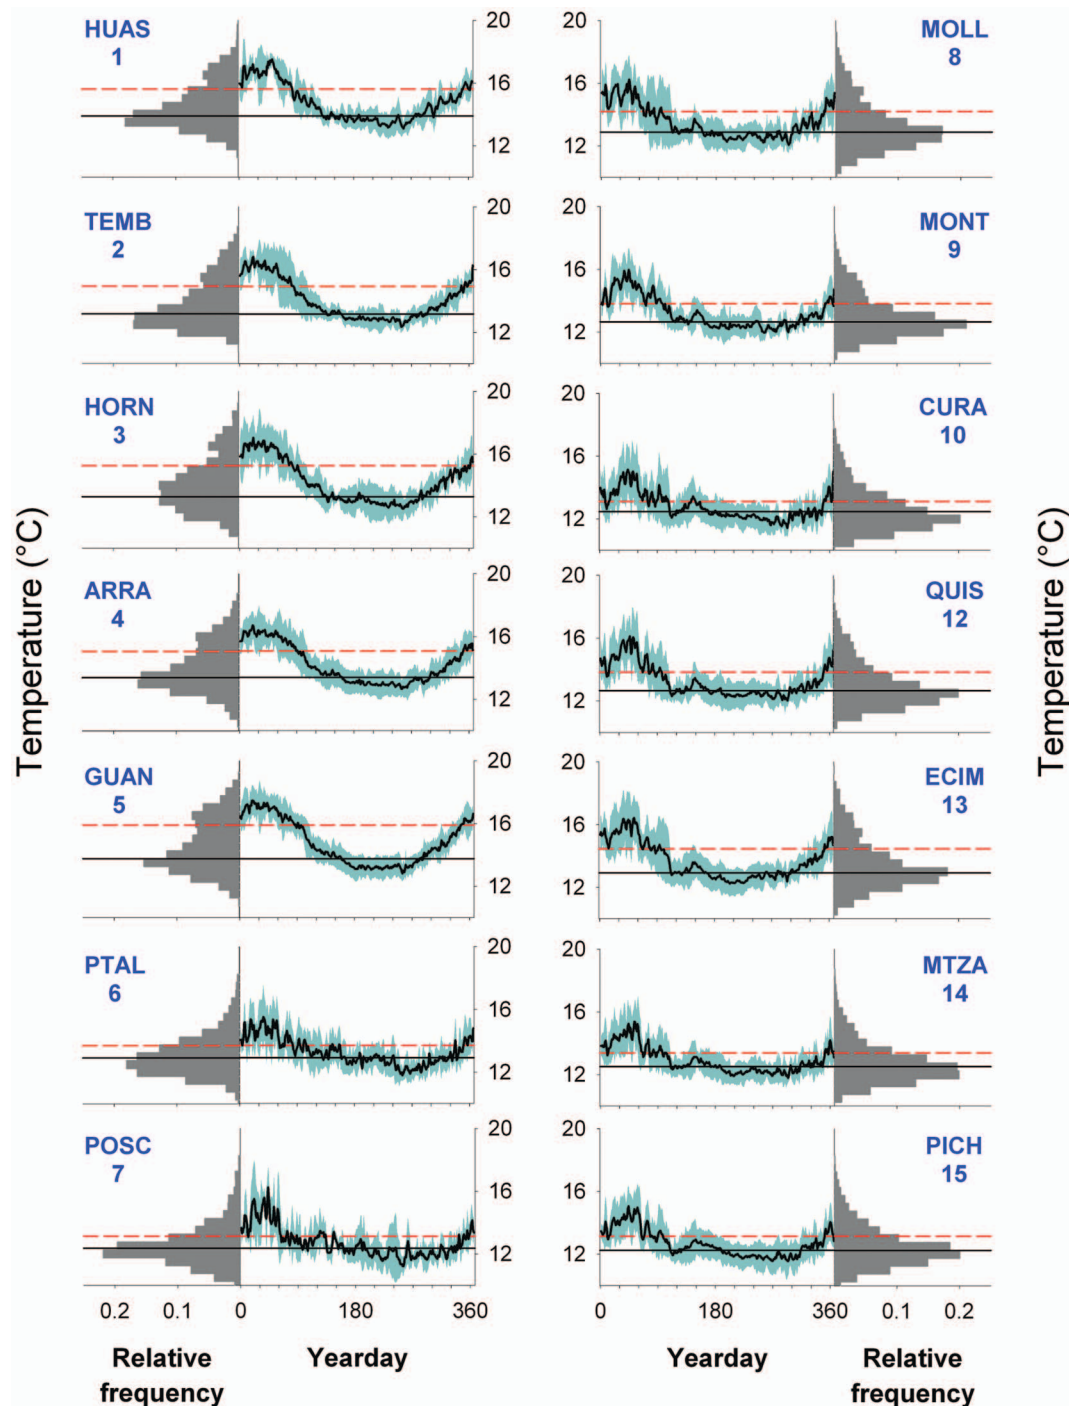 Temperature (°C)
HUAS
1
20
16
12
TEMB
2
20
16
12
HORN
3
20
16
12
ARRA
4
20
16
12
GUAN
5
20
16
12
PTAL
6
20
16
12
POSC
7
20
16
12
0.2 0.1 0 180 360
Relative
frequency
Yearday
20
16
12
MOLL
8
20
16
12
MONT
9
20
16
12
CURA
10
20
16
12
QUIS
12
20
16
12
ECIM
13
20
16
12
MTZA
14
20
16
12
PICH
15
0 180 360 0.1 0.2
Yearday
Relative
frequency
Temperature (°C)